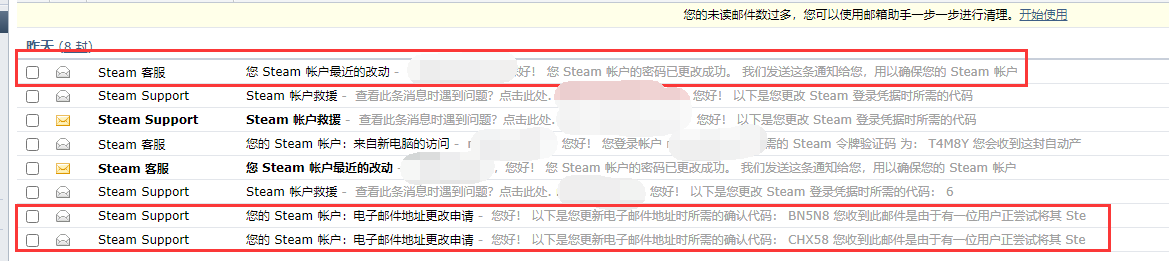 您的未读邮件数过多，您可以使用邮箱助手一步一步进行清理。开始使用
昨天 (8 封)
Steam 客服 您 Steam 帐户最近的改动 - 您好！ 您 Steam 帐户的密码已更改成功。 我们发送这条通知给您，用以确保您的 Steam 帐户
Steam Support Steam 帐户救援 - 查看此条消息时遇到问题？点击此处. 您好！ 以下是您更改 Steam 登录凭据时所需的代码
Steam Support Steam 帐户救援 - 查看此条消息时遇到问题？点击此处. 您好！ 以下是您更改 Steam 登录凭据时所需的代码
Steam 客服 您的 Steam 帐户：来自新电脑的访问 - 您好！ 您登录帐户 需的 Steam 令牌验证码 为： T4M8Y 您会收到这封自动产
Steam 客服 您 Steam 帐户最近的改动 - ，您好！ 您 Steam 帐户的密码已更改成功。 我们发送这条通知给您，用以确保您的 Steam 帐户
Steam Support Steam 帐户救援 - 查看此条消息时遇到问题？点击此处. 您好！ 以下是您更改 Steam 登录凭据时所需的代码： 6
Steam Support 您的 Steam 帐户：电子邮件地址更改申请 - 您好！ 以下是您更新电子邮件地址时所需的确认代码： BN5N8 您收到此邮件是由于有一位用户正尝试将其 Ste
Steam Support 您的 Steam 帐户：电子邮件地址更改申请 - 您好！ 以下是您更新电子邮件地址时所需的确认代码： CHX58 您收到此邮件是由于有一位用户正尝试将其 Ste